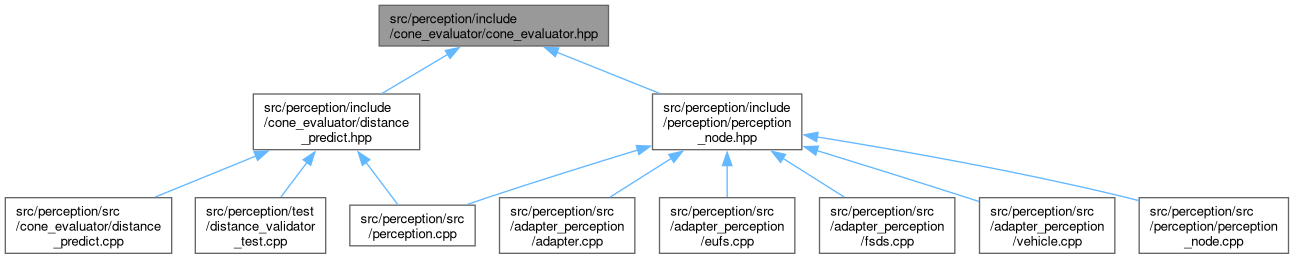 src/perception/include
/cone_evaluator/cone_evaluator.hpp
src/perception/include
/cone_evaluator/distance
_predict.hpp
src/perception/include
/perception/perception
_node.hpp
src/perception/src
/cone_evaluator/distance
_predict.cpp
src/perception/test
/distance_validator
_test.cpp
src/perception/src
/perception.cpp
src/perception/src
/adapter_perception
/adapter.cpp
src/perception/src
/adapter_perception
/eufs.cpp
src/perception/src
/adapter_perception
/fsds.cpp
src/perception/src
/adapter_perception
/vehicle.cpp
src/perception/src
/perception/perception
_node.cpp